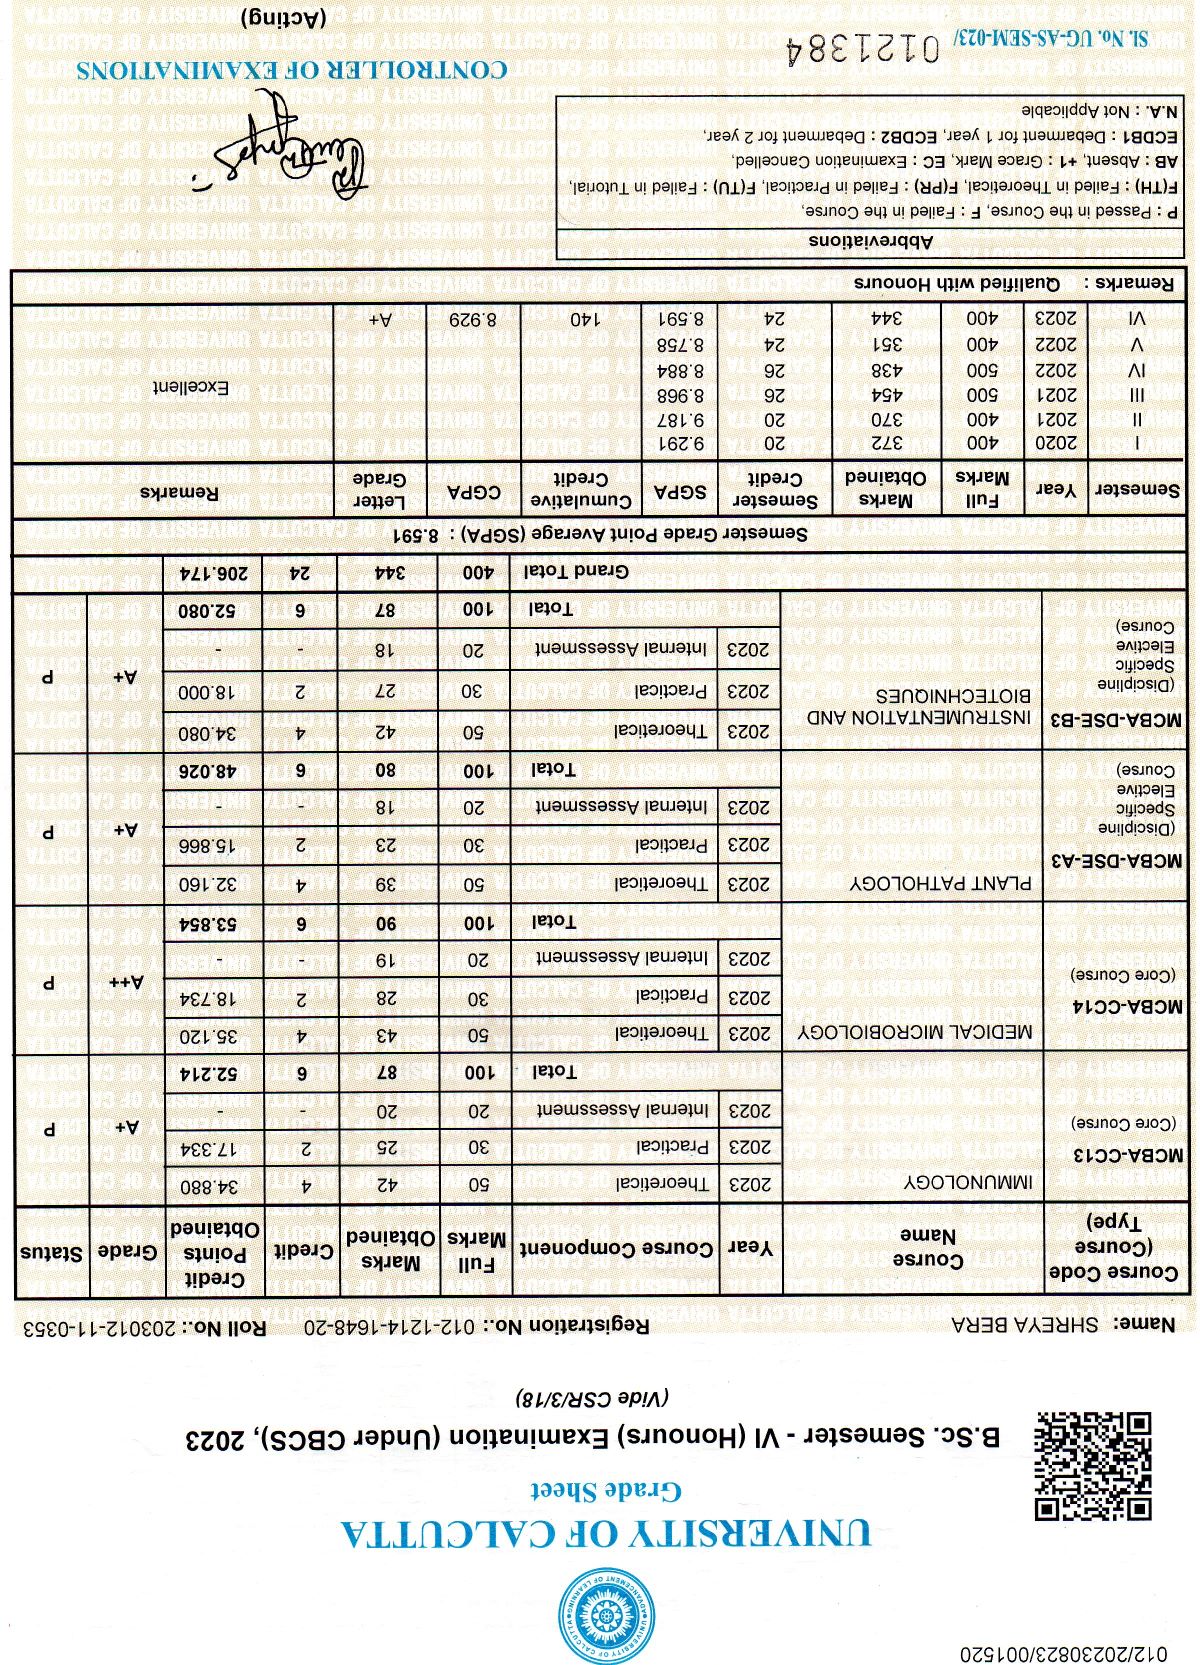 012/20230823/001520
UNIVERSITY OF CALCUTTA
ADVANCEMENT OF LEARNING
UNIVERSITY OF CALCUTTA
Grade Sheet
B.Sc. Semester - VI (Honours) Examination (Under CBCS), 2023
(Vide CSR/3/18)
Name: SHREYA BERA Registration No.: 012-1214-1648-20 Roll No.: 203012-11-0353
Course Code (Course Type) Course Name Year Course Component Full Marks Marks Obtained Credit Credit Points Obtained Grade Status
MCBA-CC13 (Core Course) IMMUNOLOGY 2023 Theoretical 50 42 4 34.880
2023 Practical 30 25 2 17.334
A+ P
2023 Internal Assessment 20 20 - -
Total 100 87 6 52.214
MCBA-CC14 (Core Course) MEDICAL MICROBIOLOGY 2023 Theoretical 50 43 4 35.120
2023 Practical 30 28 2 18.734
A++ P
2023 Internal Assessment 20 19 - -
Total 100 90 6 53.854
MCBA-DSE-A3 (Discipline Specific Elective Course) PLANT PATHOLOGY 2023 Theoretical 50 39 4 32.160
2023 Practical 30 23 2 15.866
A+ P
2023 Internal Assessment 20 18 - -
Total 100 80 6 48.026
MCBA-DSE-B3 (Discipline Specific Elective Course) INSTRUMENTATION AND BIOTECHNIQUES 2023 Theoretical 50 42 4 34.080
2023 Practical 30 27 2 18.000
A+ P
2023 Internal Assessment 20 18 - -
Total 100 87 6 52.080
Grand Total 400 344 24 206.174
Semester Grade Point Average (SGPA) : 8.591
Semester Year Full Marks Marks Obtained Semester Credit SGPA Cumulative Credit CGPA Letter Grade Remarks
I 2020 400 372 20 9.291
II 2021 400 370 20 9.187
III 2021 500 454 26 8.968
Excellent
IV 2022 500 438 26 8.884
V 2022 400 351 24 8.758
VI 2023 400 344 24 8.591 140 8.929 A+
Remarks : Qualified with Honours
Abbreviations
P : Passed in the Course, F : Failed in the Course,
F(TH) : Failed in Theoretical, F(PR) : Failed in Practical, F(TU) : Failed in Tutorial,
AB : Absent, +1 : Grace Mark, EC : Examination Cancelled,
ECDB1 : Debarment for 1 year, ECDB2 : Debarment for 2 year,
N.A. : Not Applicable
CONTROLLER OF EXAMINATIONS
Sl. No. UG-AS-SEM-023/ 0121384
(Acting)